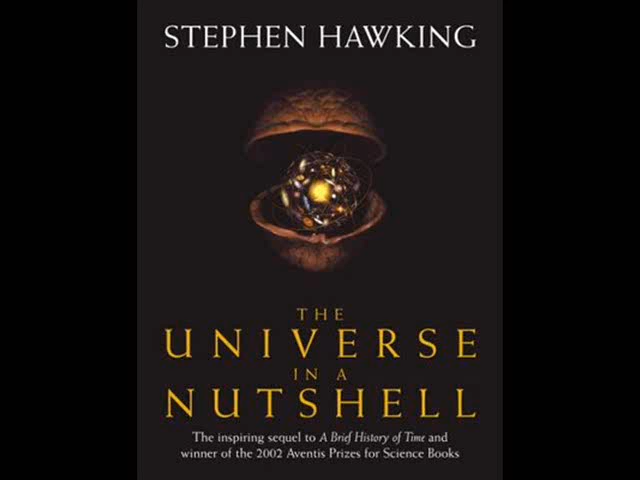 STEPHEN HAWKING
THE
UNIVERSE
IN A
NUTSHELL
The inspiring sequel to A Brief History of Time and
winner of the 2002 Aventis Prizes for Science Books